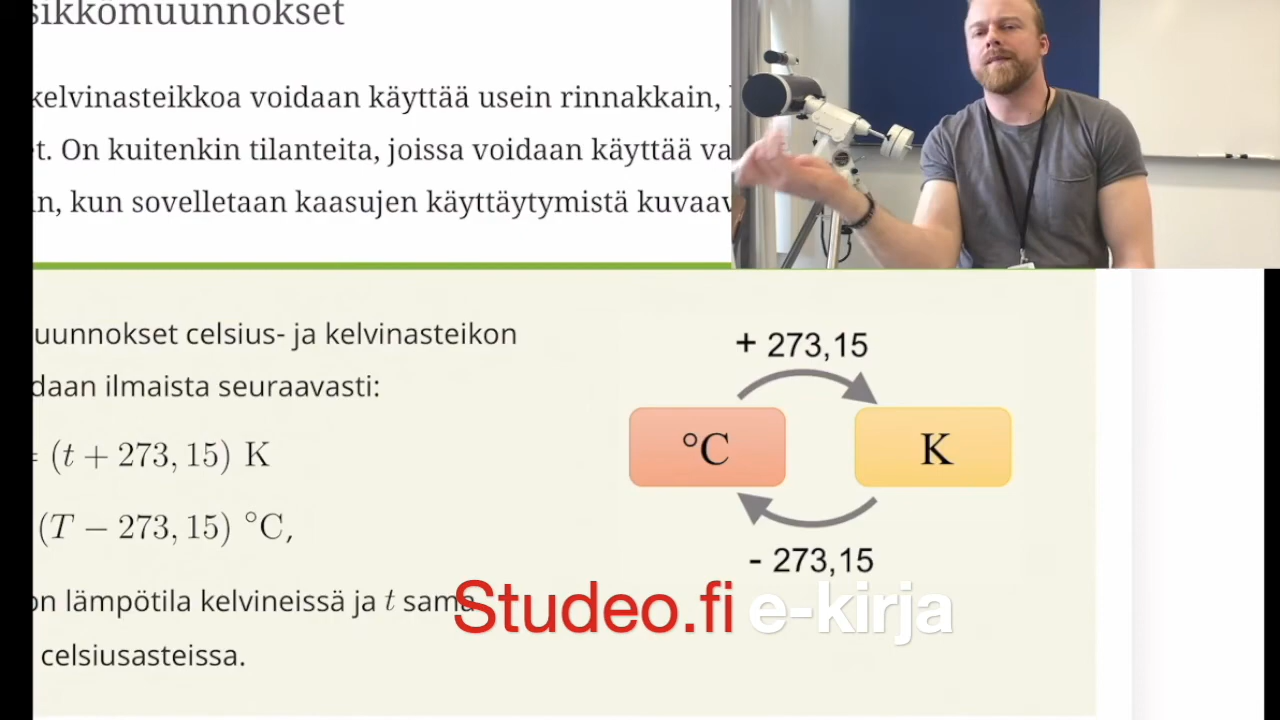 sikkömuunnokset
kelvinasteikkoa voidaan käyttää usein rinnakkain,
t. On kuitenkin tilanteita, joissa voidaan käyttää va
in, kun sovelletaan kaasujen käyttäytymistä kuvaav
uunnokset celsius- ja kelvinasteikon
daan ilmaista seuraavasti:
= (t + 273,15) K
(T − 273,15) °C,
on lämpötila kelvineissä ja t sama
celsiusasteissa.
+ 273,15
°C
K
- 273,15
Studeo.fi e-kirja